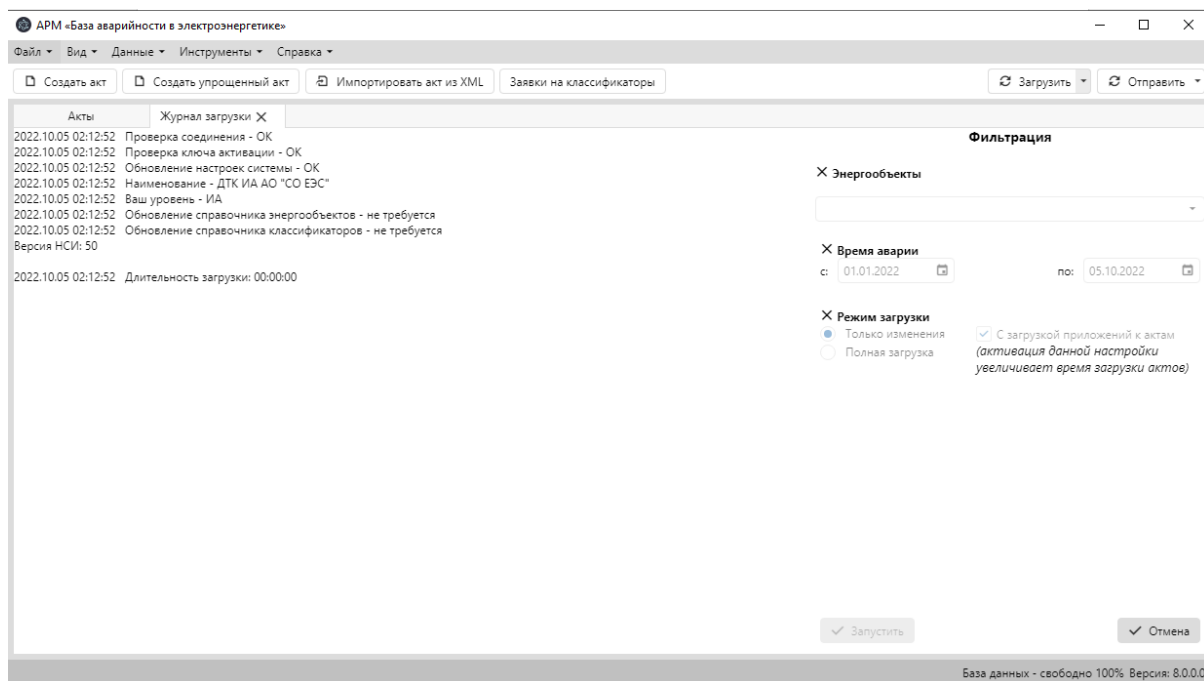 АРМ «База аварийности в электроэнергетике»
Файл Вид Данные Инструменты Справка
Создать акт Создать упрощенный акт Импортировать акт из XML Заявки на классификаторы Загрузить Отправить
Акты Журнал загрузки
2022.10.05 02:12:52 Проверка соединения - ОК
2022.10.05 02:12:52 Проверка ключа активации - ОК
2022.10.05 02:12:52 Обновление настроек системы - ОК
2022.10.05 02:12:52 Наименование - ДТК ИА АО "СО ЕЭС"
2022.10.05 02:12:52 Ваш уровень - ИА
2022.10.05 02:12:52 Обновление справочника энергообъектов - не требуется
2022.10.05 02:12:52 Обновление справочника классификаторов - не требуется
Версия НСИ: 50
2022.10.05 02:12:52 Длительность загрузки: 00:00:00
Фильтрация
Энергообъекты
Время аварии
с: 01.01.2022 по: 05.10.2022
Режим загрузки
Только изменения С загрузкой приложений к актам
Полная загрузка (активация данной настройки
увеличивает время загрузки актов)
Запустить Отмена
База данных - свободно 100% Версия: 8.0.0.0